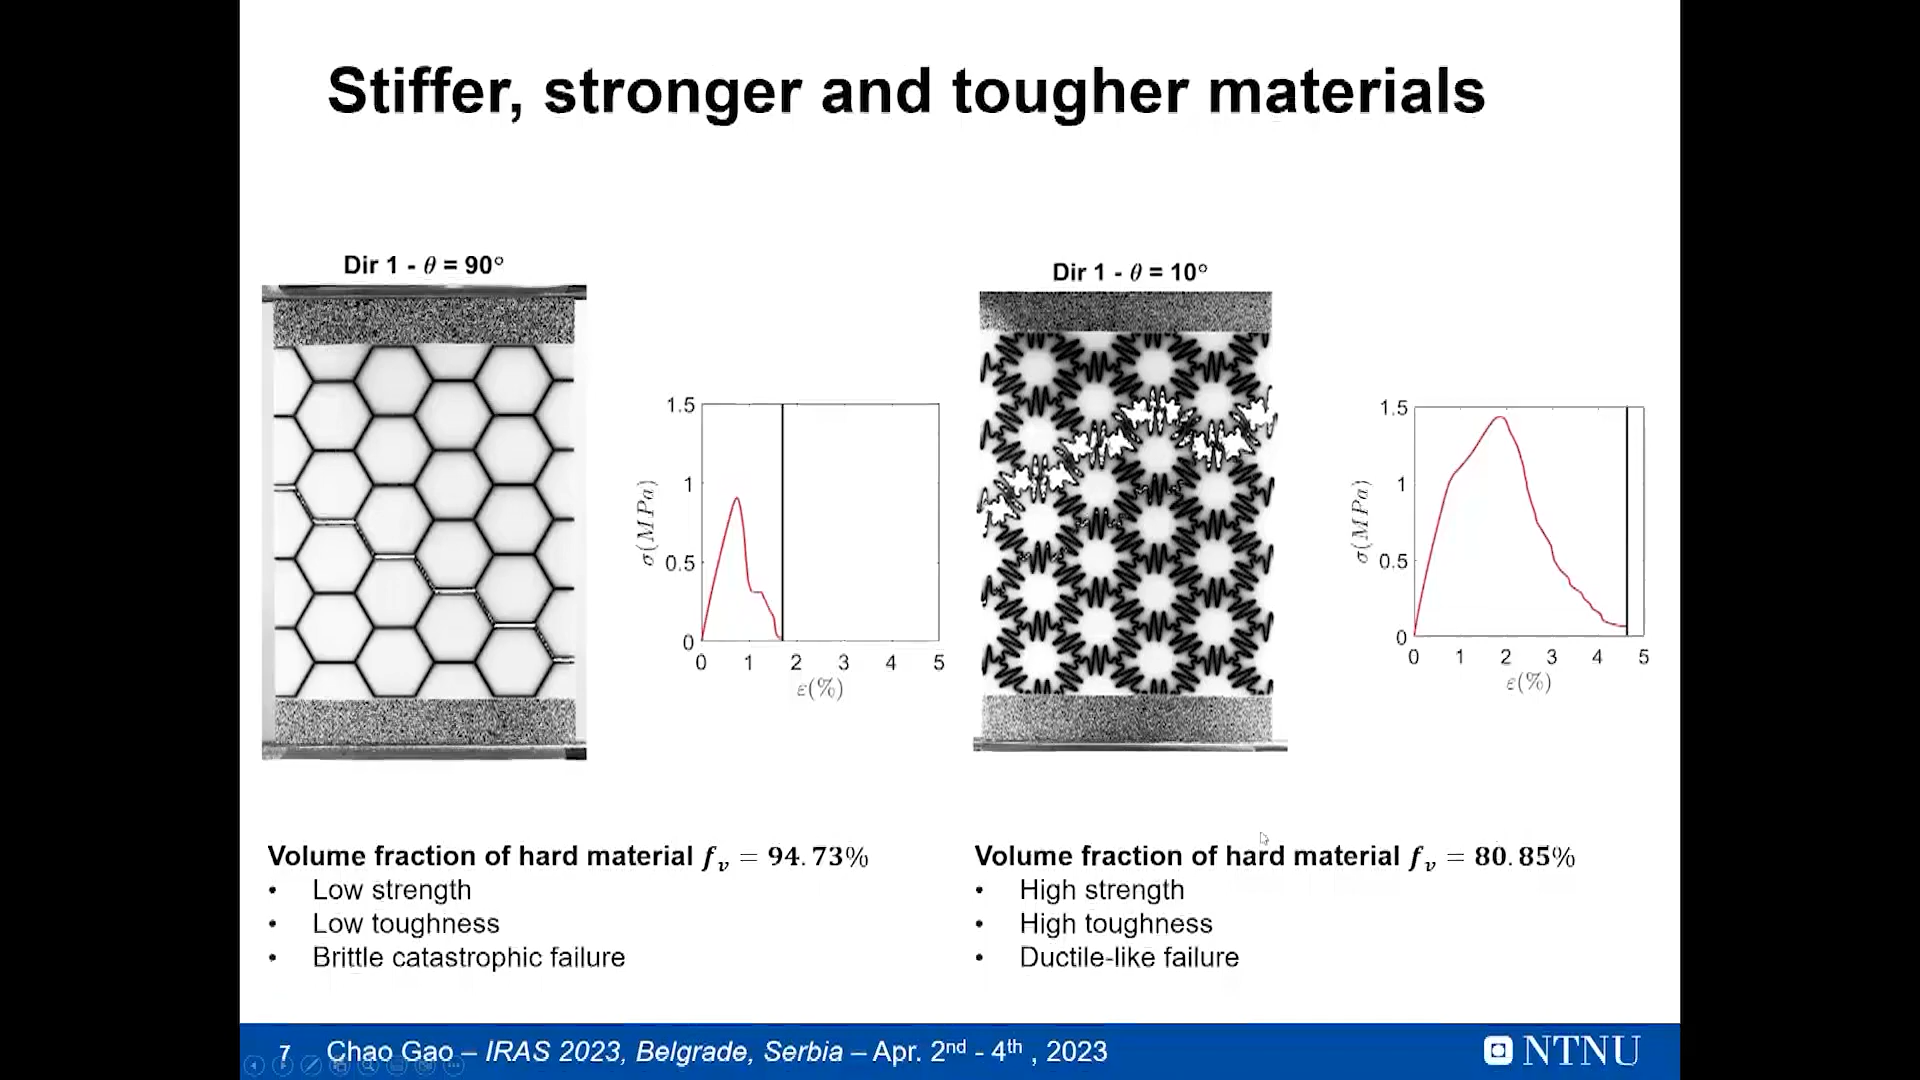 Stiffer, stronger and tougher materials
Dir 1 - θ = 90°
1.5
1
0.5
0
σ(MPa)
0 1 2 3 4 5
ε(%)
Dir 1 - θ = 10°
1.5
1
0.5
0
σ(MPa)
0 1 2 3 4 5
ε(%)
Volume fraction of hard material fᵥ = 94.73%
• Low strength
• Low toughness
• Brittle catastrophic failure
Volume fraction of hard material fᵥ = 80.85%
• High strength
• High toughness
• Ductile-like failure
7 Chao Gao – IRAS 2023, Belgrade, Serbia – Apr. 2nd - 4th , 2023
NTNU